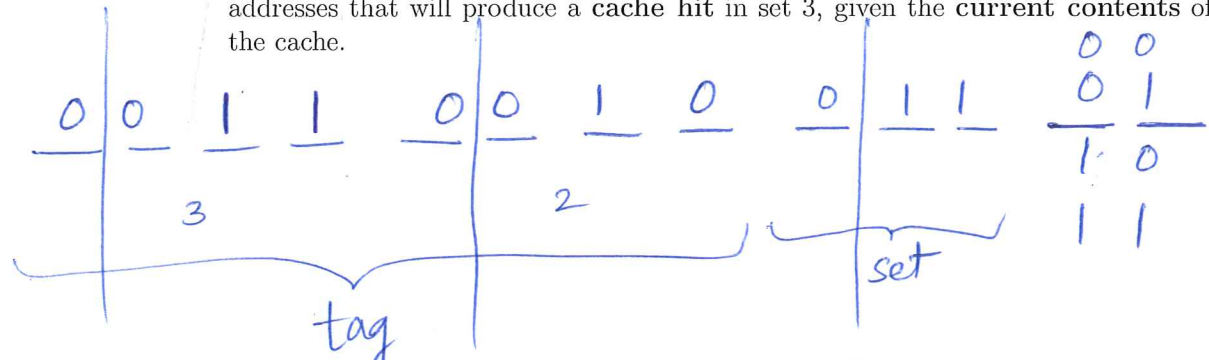 addresses that will produce a cache hit in set 3, given the current contents of
the cache.
0 0
0 0 1 1 0 0 1 0 0 1 1 0 1
1 0
3 2
1 1
set
tag